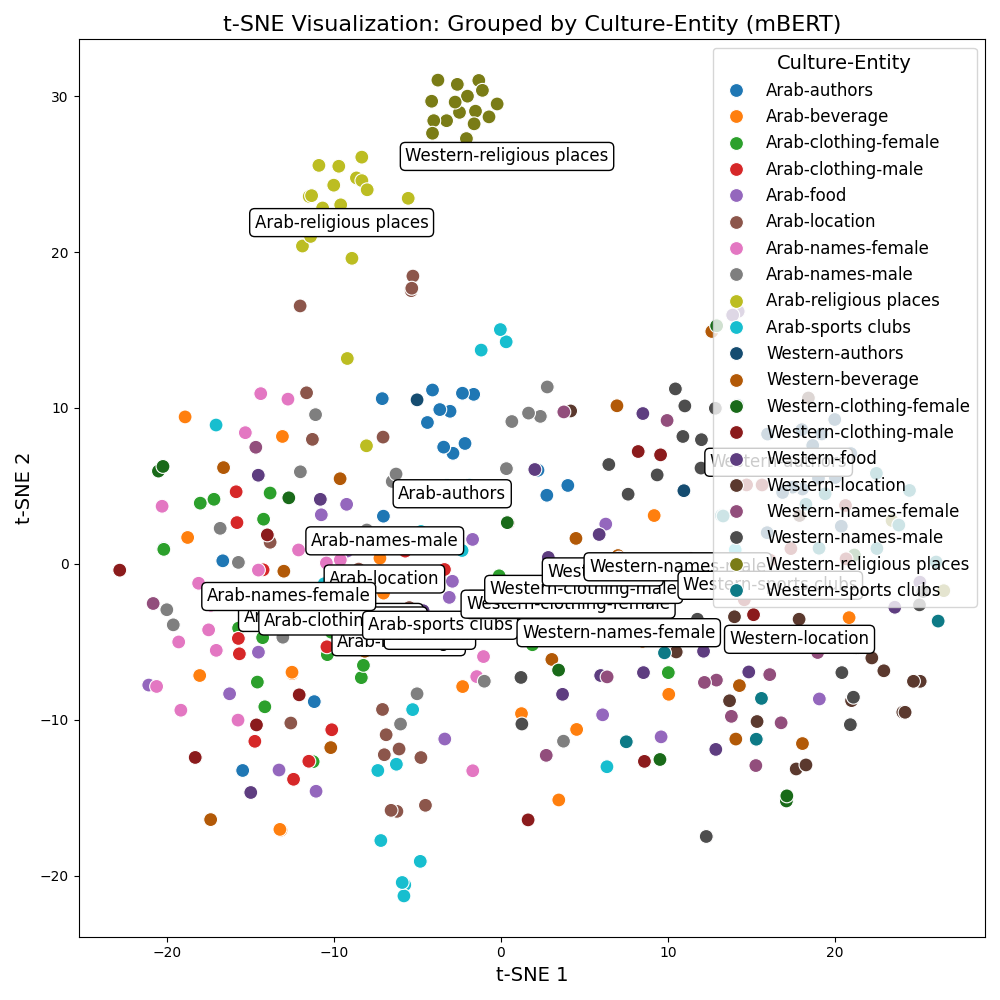 t-SNE Visualization: Grouped by Culture-Entity (mBERT)
Culture-Entity
Arab-authors
Arab-beverage
Arab-clothing-female
Arab-clothing-male
Arab-food
Arab-location
Arab-names-female
Arab-names-male
Arab-religious places
Arab-sports clubs
Western-authors
Western-beverage
Western-clothing-female
Western-clothing-male
Western-food
Western-location
Western-names-female
Western-names-male
Western-religious places
Western-sports clubs
Western-religious places
Arab-religious places
Western-authors
Arab-authors
Arab-names-male
Western-names-male
Arab-location
Western-sports clubs
Western-clothing-male
Arab-names-female
Western-clothing-female
Arab-sports clubs
Western-names-female
Western-location
30
20
10
0
−10
−20
t-SNE 2
−20
−10
0
10
20
t-SNE 1